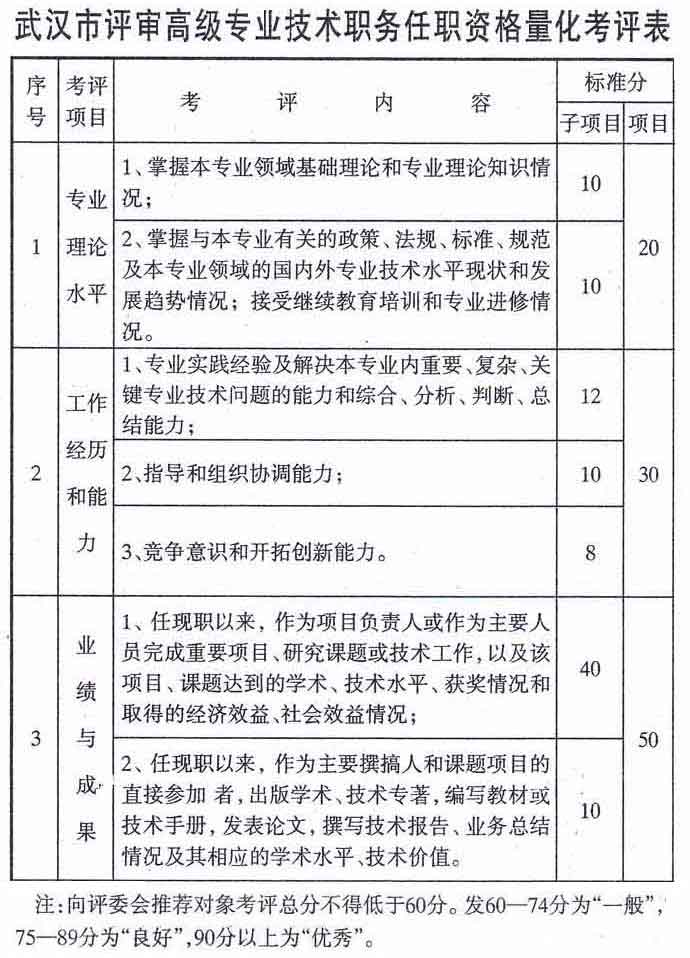 武汉市评审高级专业技术职务任职资格量化考评表
序号
考评项目
考 评 内 容
标准分
子项目
项目
1
专业理论水平
1、掌握本专业领域基础理论和专业理论知识情
况；
10
20
2、掌握与本专业有关的政策、法规、标准、规范
及本专业领域的国内外专业技术水平现状和发
展趋势情况；接受继续教育培训和专业进修情
况。
10
2
工作经历和能力
1、专业实践经验及解决本专业内重要、复杂、关
键专业技术问题的能力和综合、分析、判断、总
结能力；
12
30
2、指导和组织协调能力；
10
3、竞争意识和开拓创新能力。
8
3
业绩与成果
1、任现职以来，作为项目负责人或作为主要人
员完成重要项目、研究课题或技术工作，以及该
项目、课题达到的学术、技术水平、获奖情况和
取得的经济效益、社会效益情况；
40
50
2、任现职以来，作为主要撰搞人和课题项目的
直接参加 者，出版学术、技术专著，编写教材或
技术手册，发表论文，撰写技术报告、业务总结
情况及其相应的学术水平、技术价值。
10
注：向评委会推荐对象考评总分不得低于60分。发60—74分为“一般”，
75—89分为“良好”，90分以上为“优秀”。